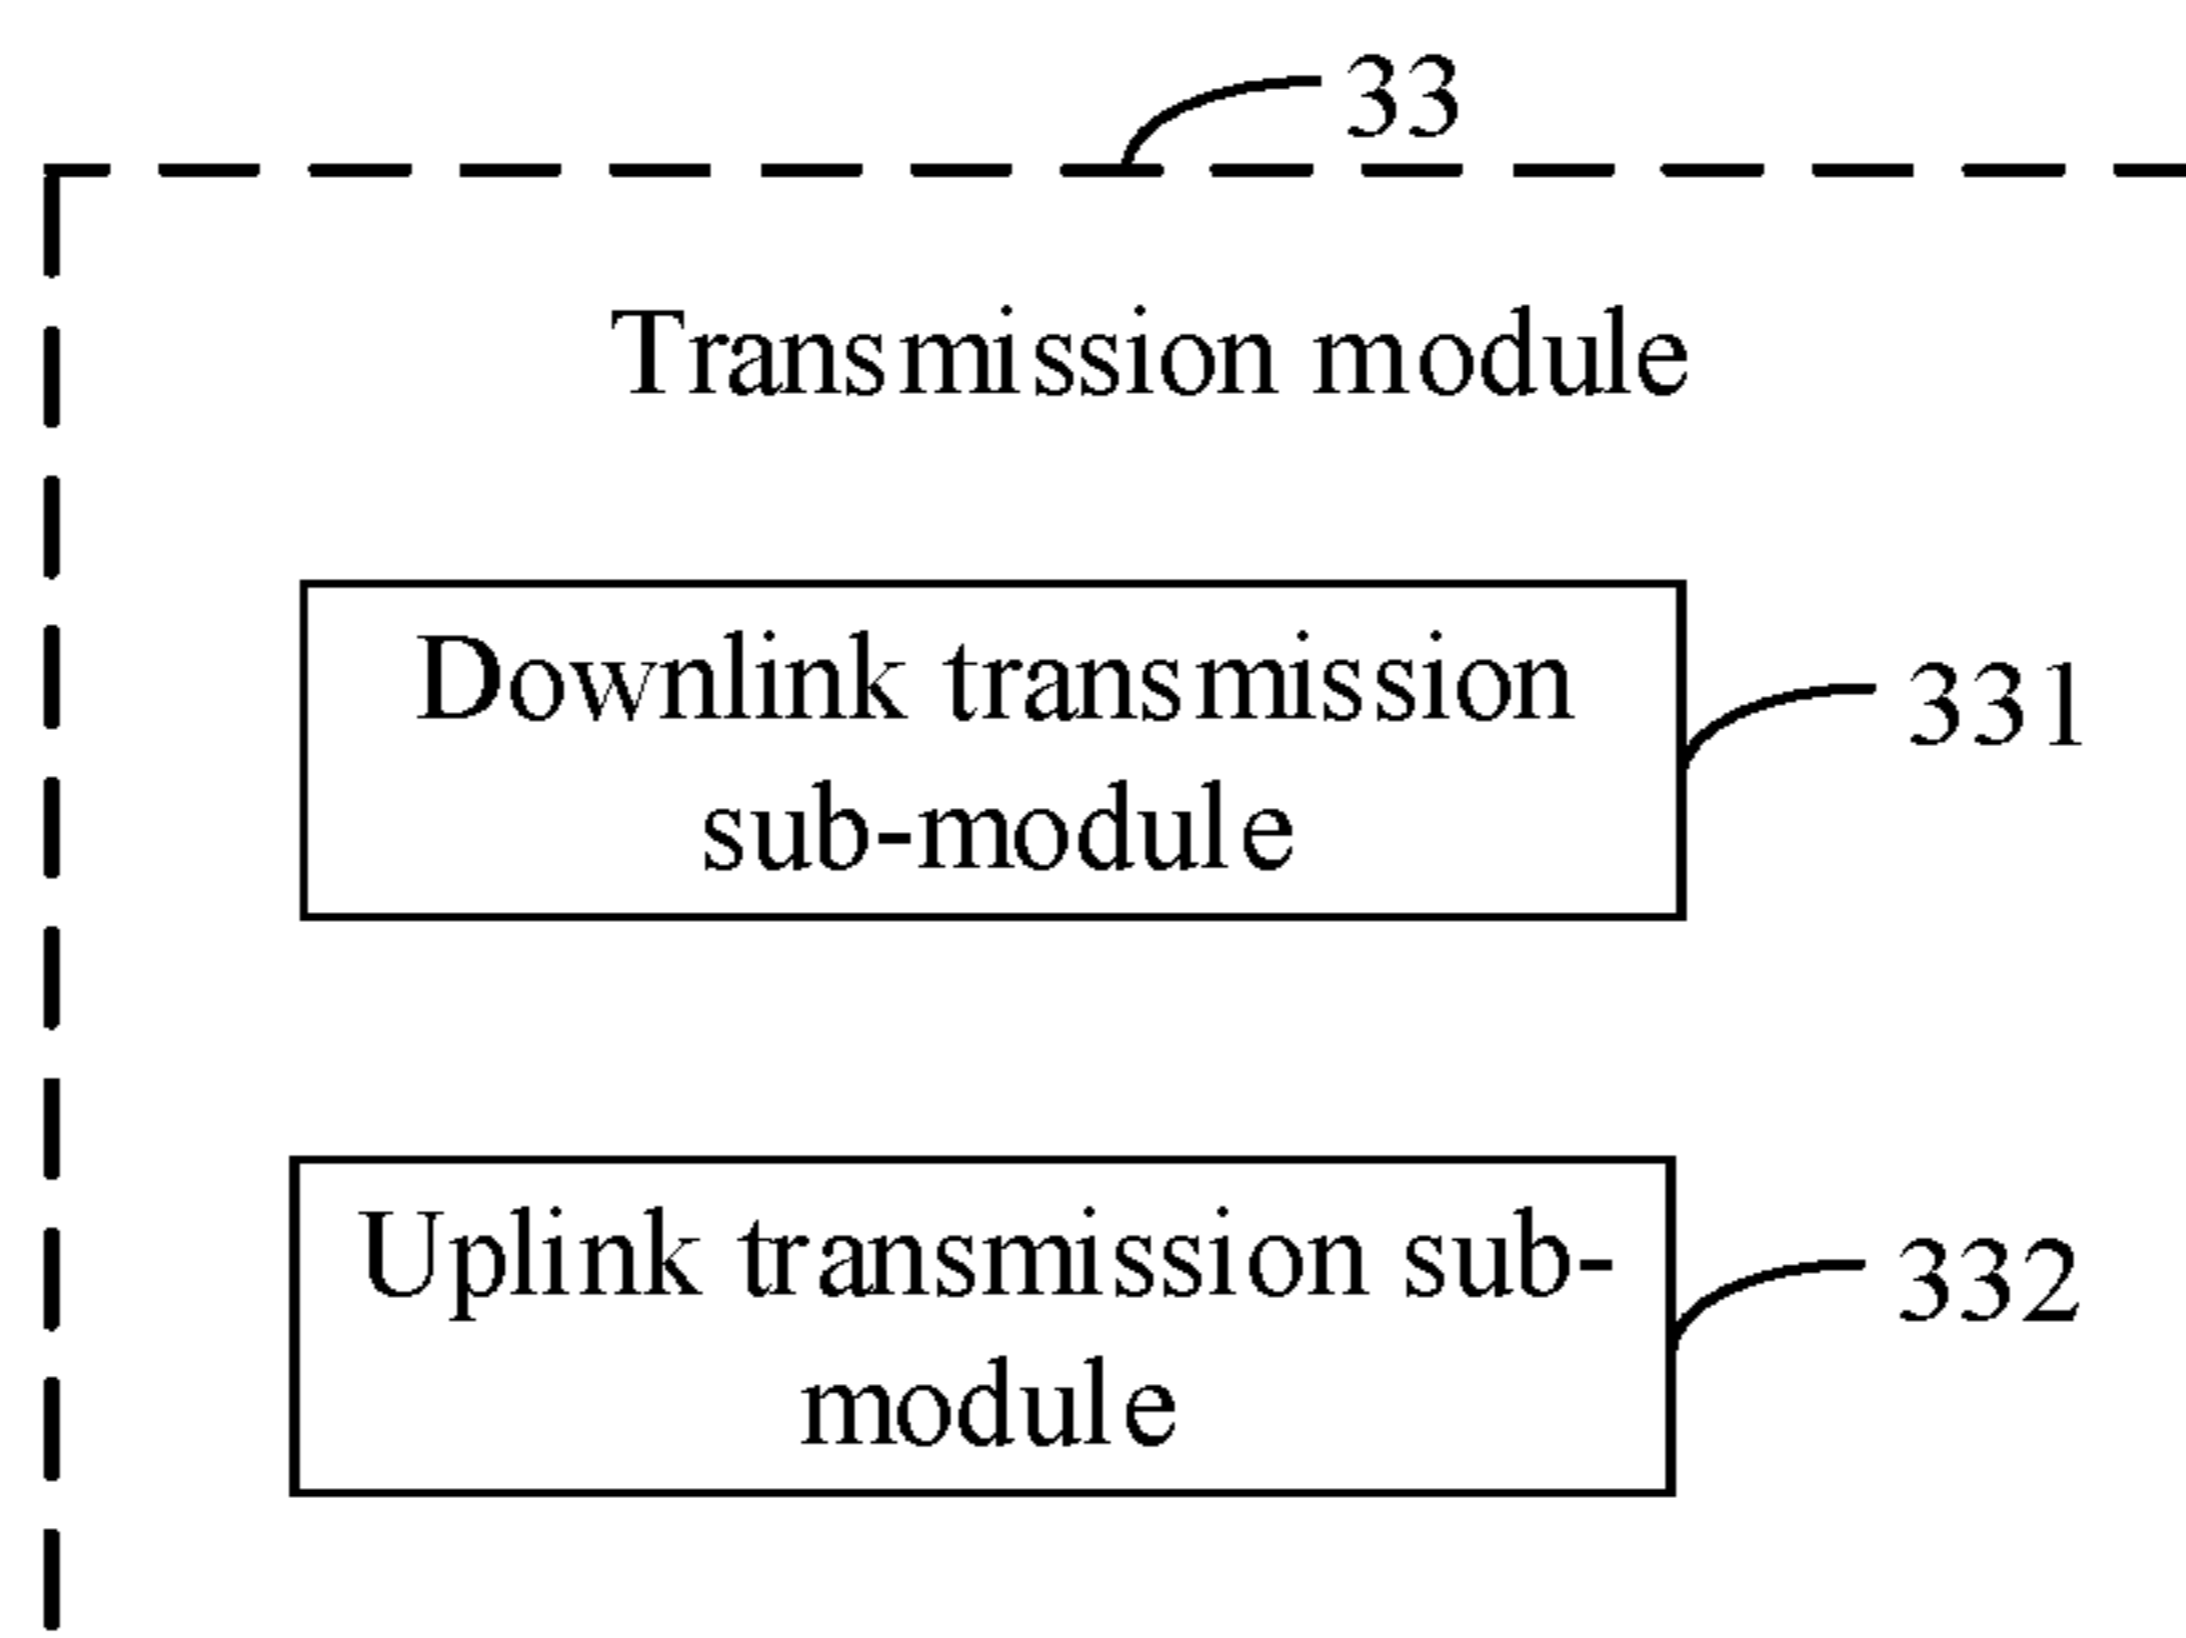 33
Transmission module
Downlink transmission
sub-module
331
Uplink transmission sub-
module
332